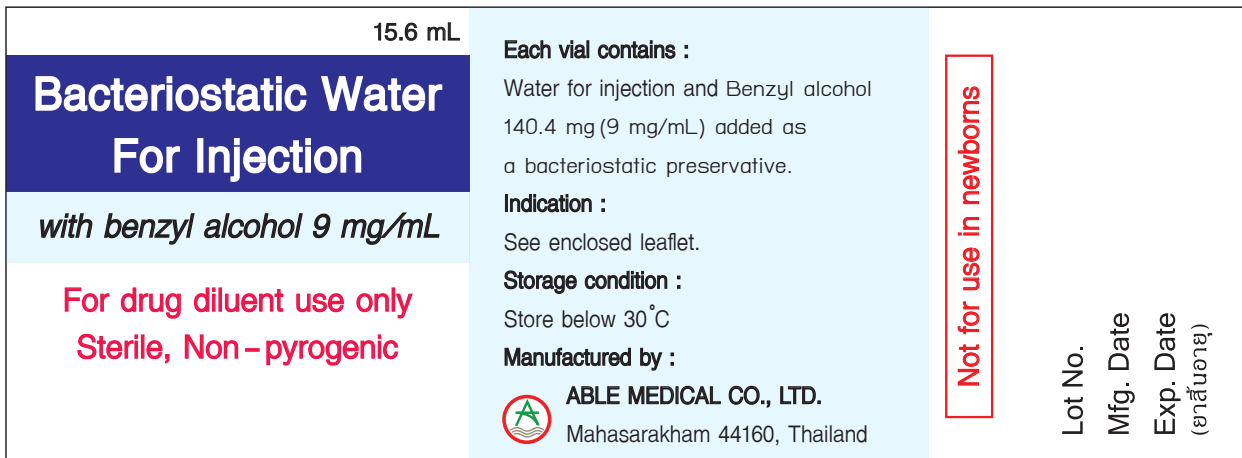 15.6 mL
Bacteriostatic Water
For Injection
with benzyl alcohol 9 mg/mL
For drug diluent use only
Sterile, Non-pyrogenic
Each vial contains :
Water for injection and Benzyl alcohol
140.4 mg (9 mg/mL) added as
a bacteriostatic preservative.
Indication :
See enclosed leaflet.
Storage condition :
Store below 30°C
Manufactured by :
ABLE MEDICAL CO., LTD.
Mahasarakham 44160, Thailand
Not for use in newborns
Lot No.
Mfg. Date
Exp. Date
(ยาสิ้นอายุ)